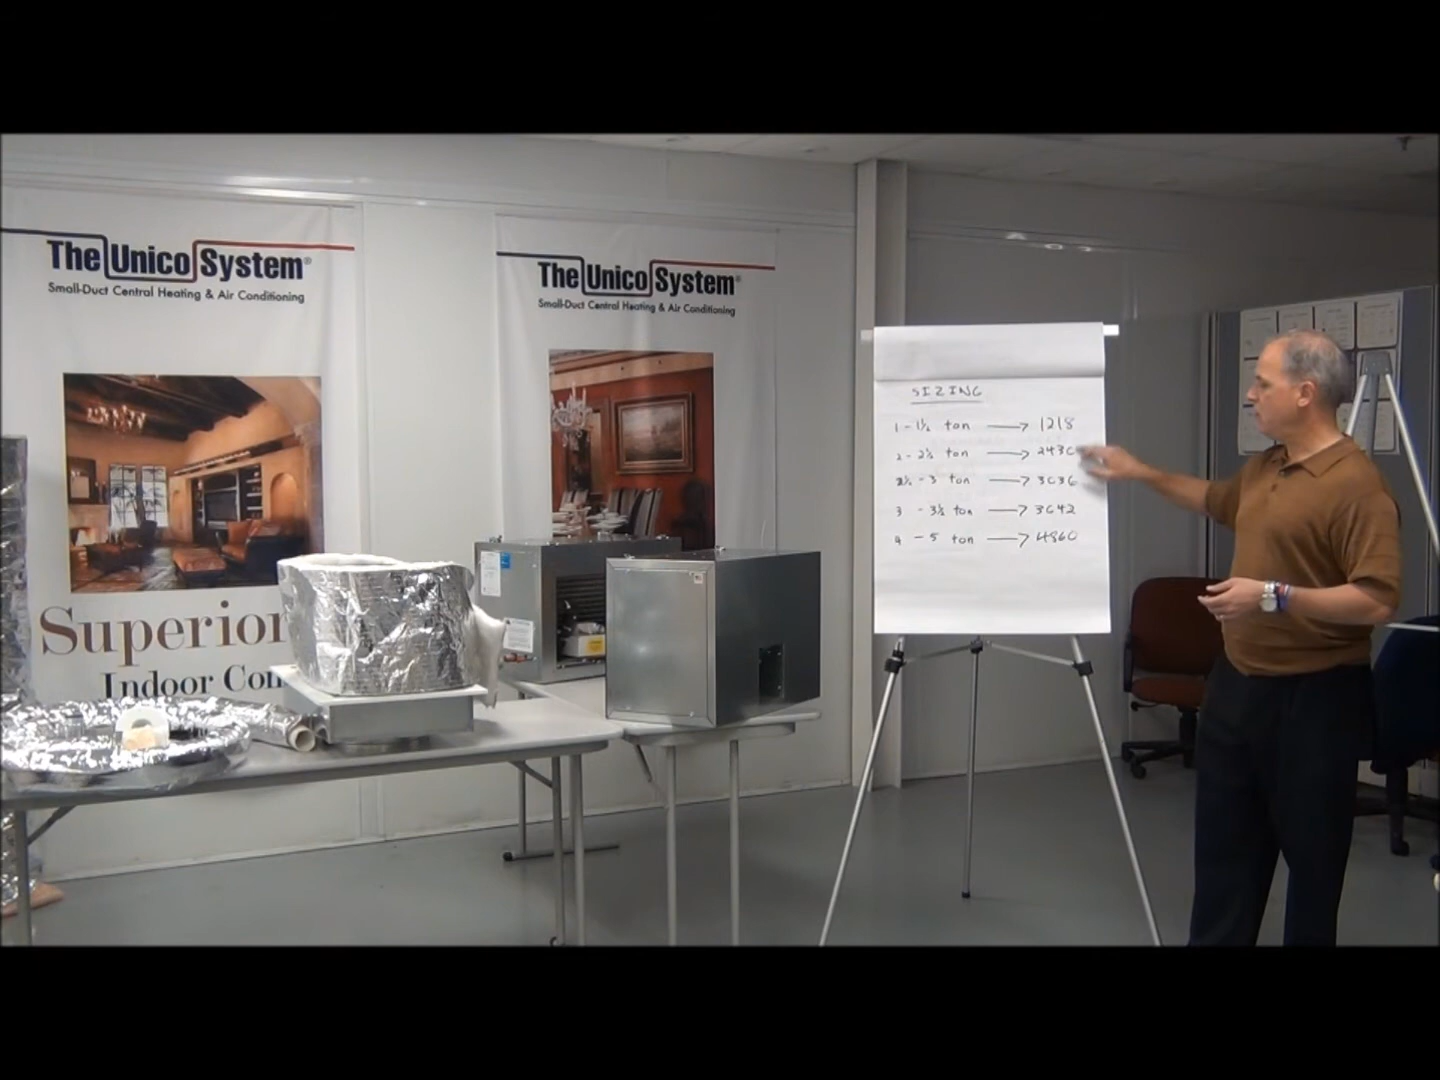 The Unico System®
Small-Duct Central Heating & Air Conditioning
Superior
Indoor Com
The Unico System®
Small-Duct Central Heating & Air Conditioning
SIZING
1 - 1½ ton → 1218
2 - 2½ ton → 2430
2½ - 3 ton → 3036
3 - 3½ ton → 3642
4 - 5 ton → 4860